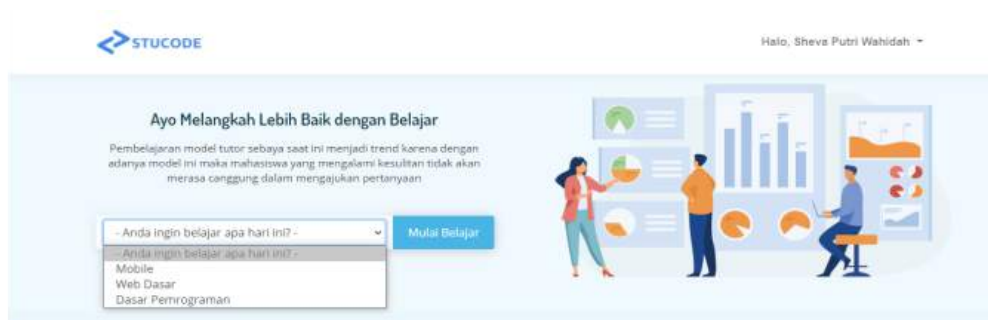 STUCODE
Halo, Sheva Putri Wahidah
Ayo Melangkah Lebih Baik dengan Belajar
Pembelajaran model tutor sebaya saat ini menjadi trend karena dengan
adanya model ini maka mahasiswa yang mengalami kesulitan tidak akan
merasa canggung dalam mengajukan pertanyaan
- Anda ingin belajar apa hari ini? -
Mulai Belajar
- Anda ingin belajar apa hari ini? -
Mobile
Web Dasar
Dasar Pemrograman